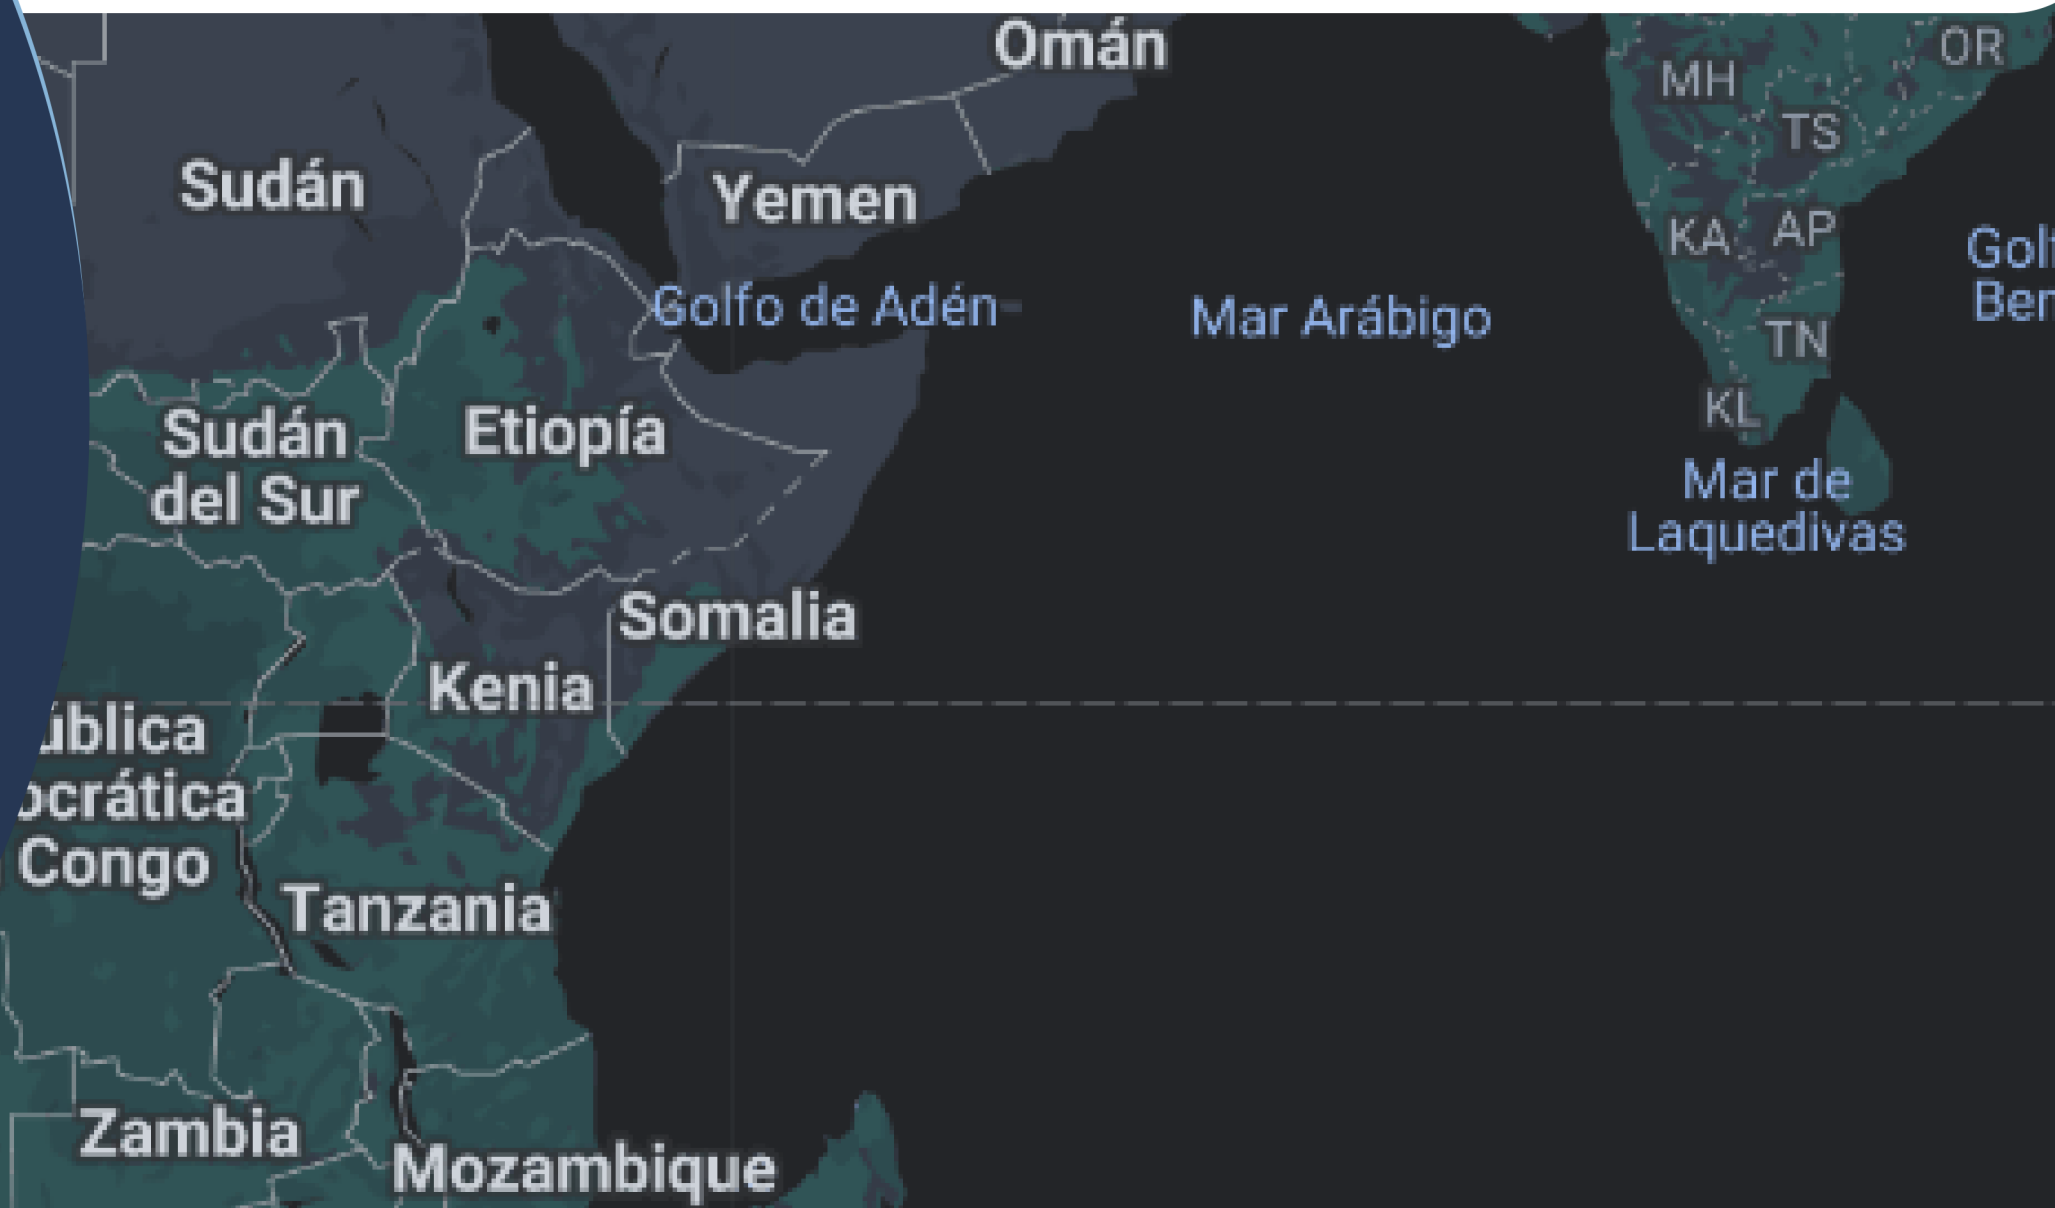 Omán
OR
MH
TS
Sudán
Yemen
KA
AP
Golfo de Adén
Mar Arábigo
TN
KL
Sudán
del Sur
Etiopía
Mar de
Laquedivas
Somalia
Kenia
Congo
Tanzania
Zambia
Mozambique